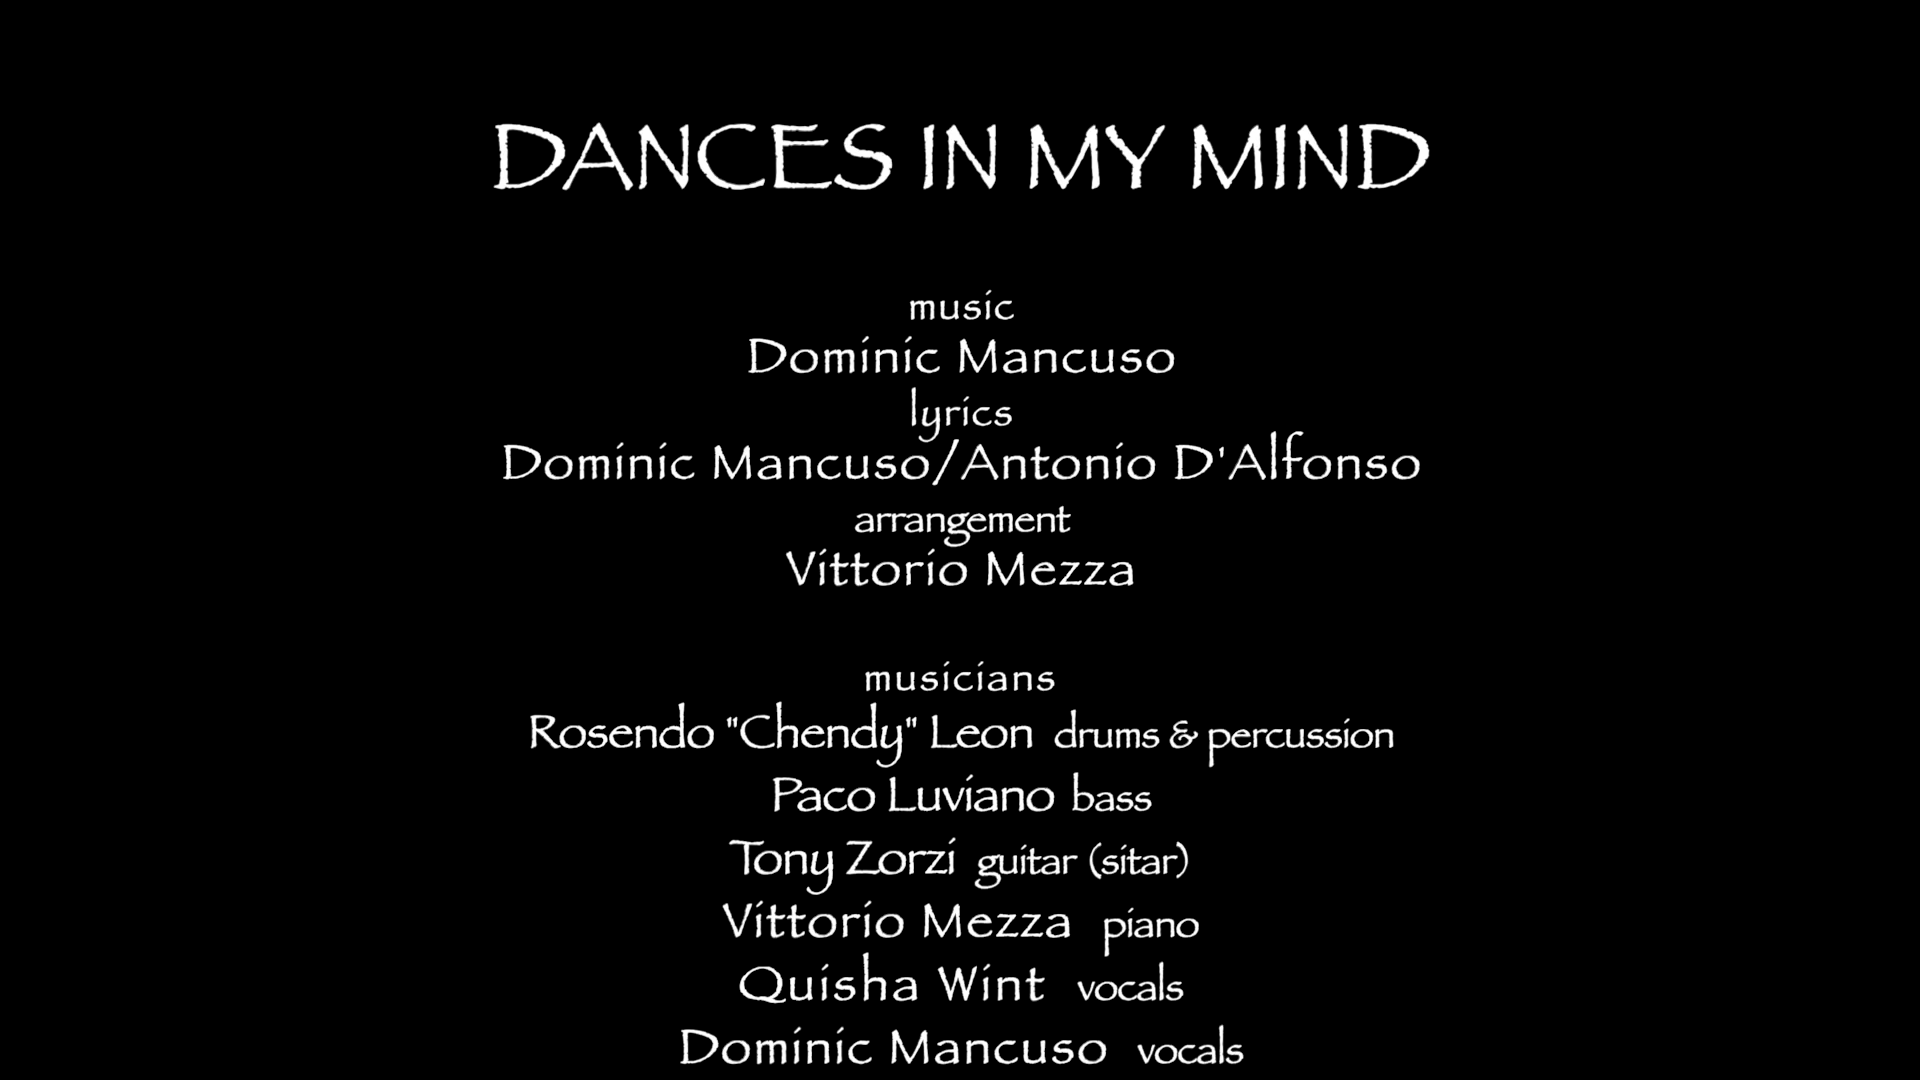 DANCES IN MY MIND
music
Dominic Mancuso
lyrics
Dominic Mancuso/Antonio D'Alfonso
arrangement
Vittorio Mezza
musicians
Rosendo "Chendy" Leon drums & percussion
Paco Luviano bass
Tony Zorzi guitar (sitar)
Vittorio Mezza piano
Quisha Wint vocals
Dominic Mancuso vocals